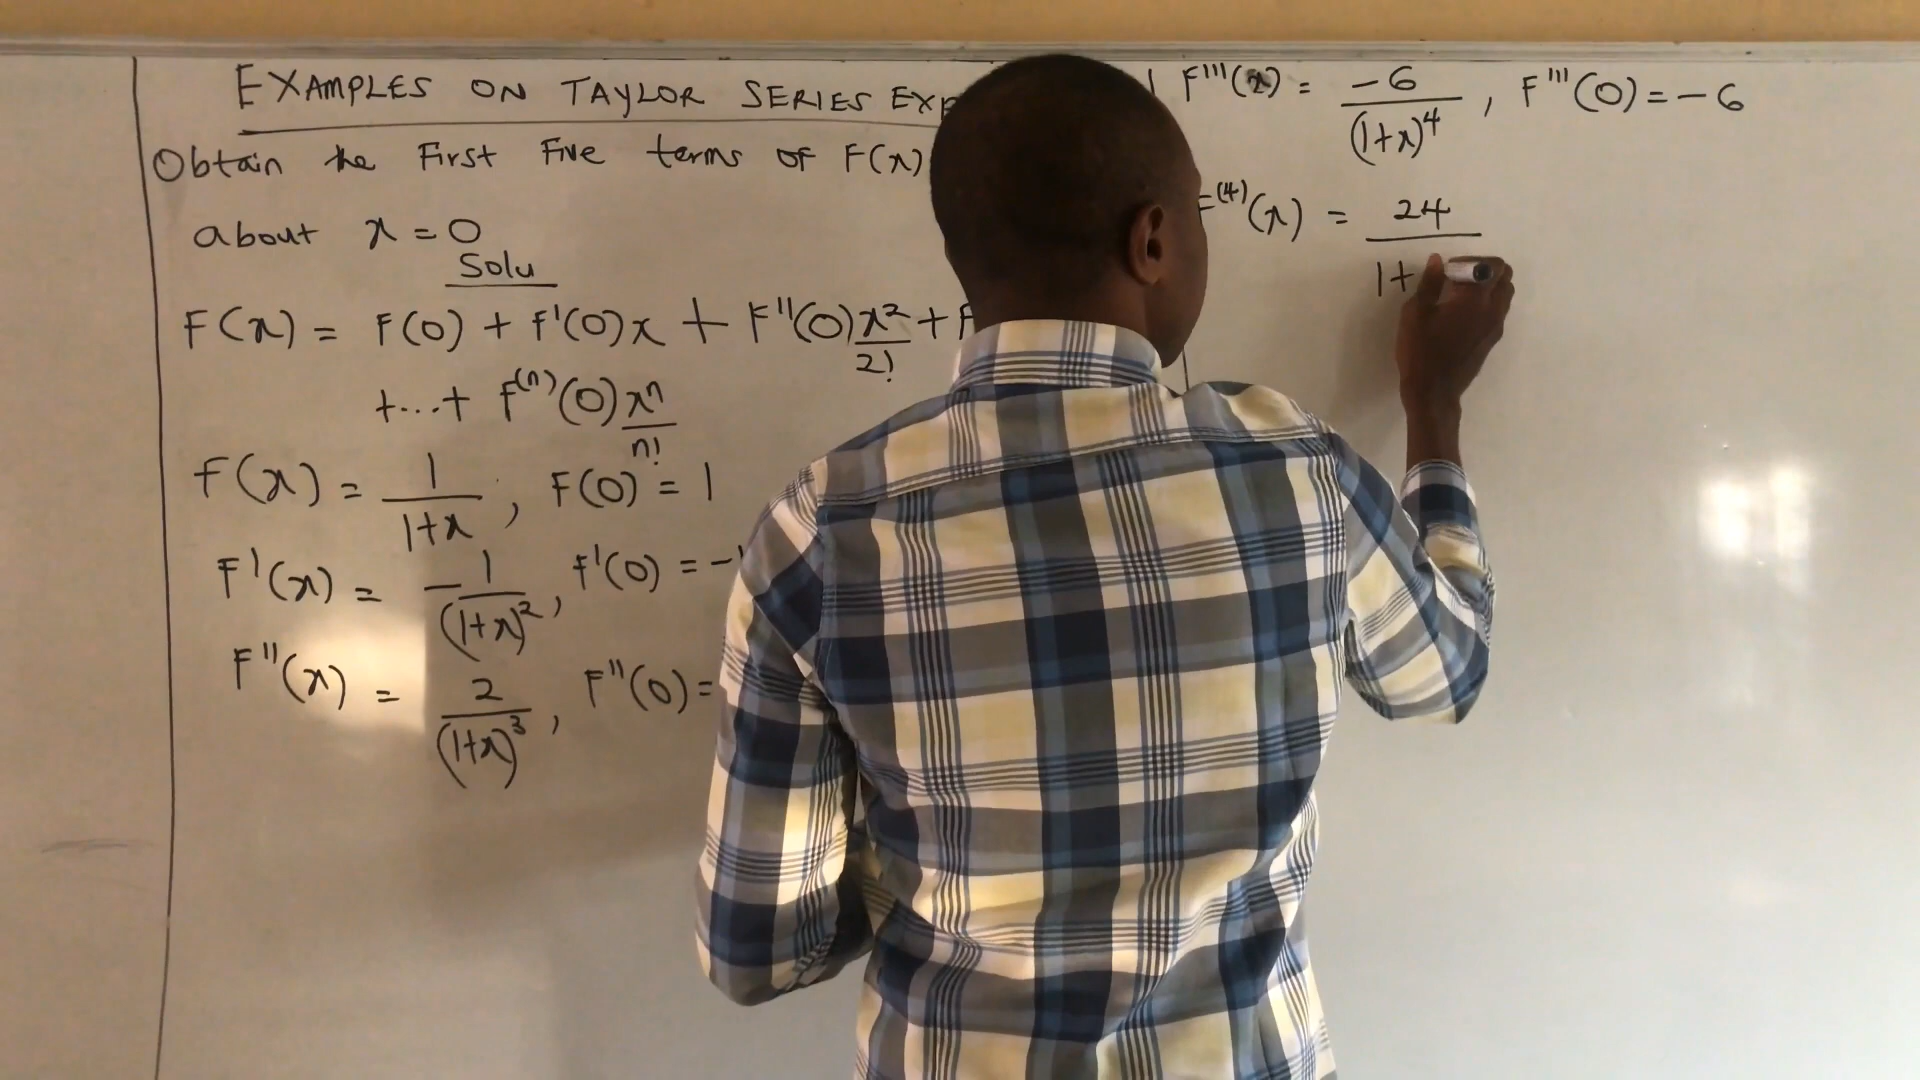 EXAMPLES ON TAYLOR SERIES
Obtain the First Five terms of F(x)
about x = 0
Solu
F(x) = F(0) + F'(0)x + F''(0)x²/2! +
+...+ F⁽ⁿ⁾(0)xⁿ/n!
F(x) = 1/(1+x), F(0) = 1
F'(x) = -1/(1+x)², F'(0) = -1
F''(x) = 2/(1+x)³, F''(0) =
F'''(x) = -6/(1+x)⁴, F'''(0) = -6
F⁽⁴⁾(x) = 24/1+